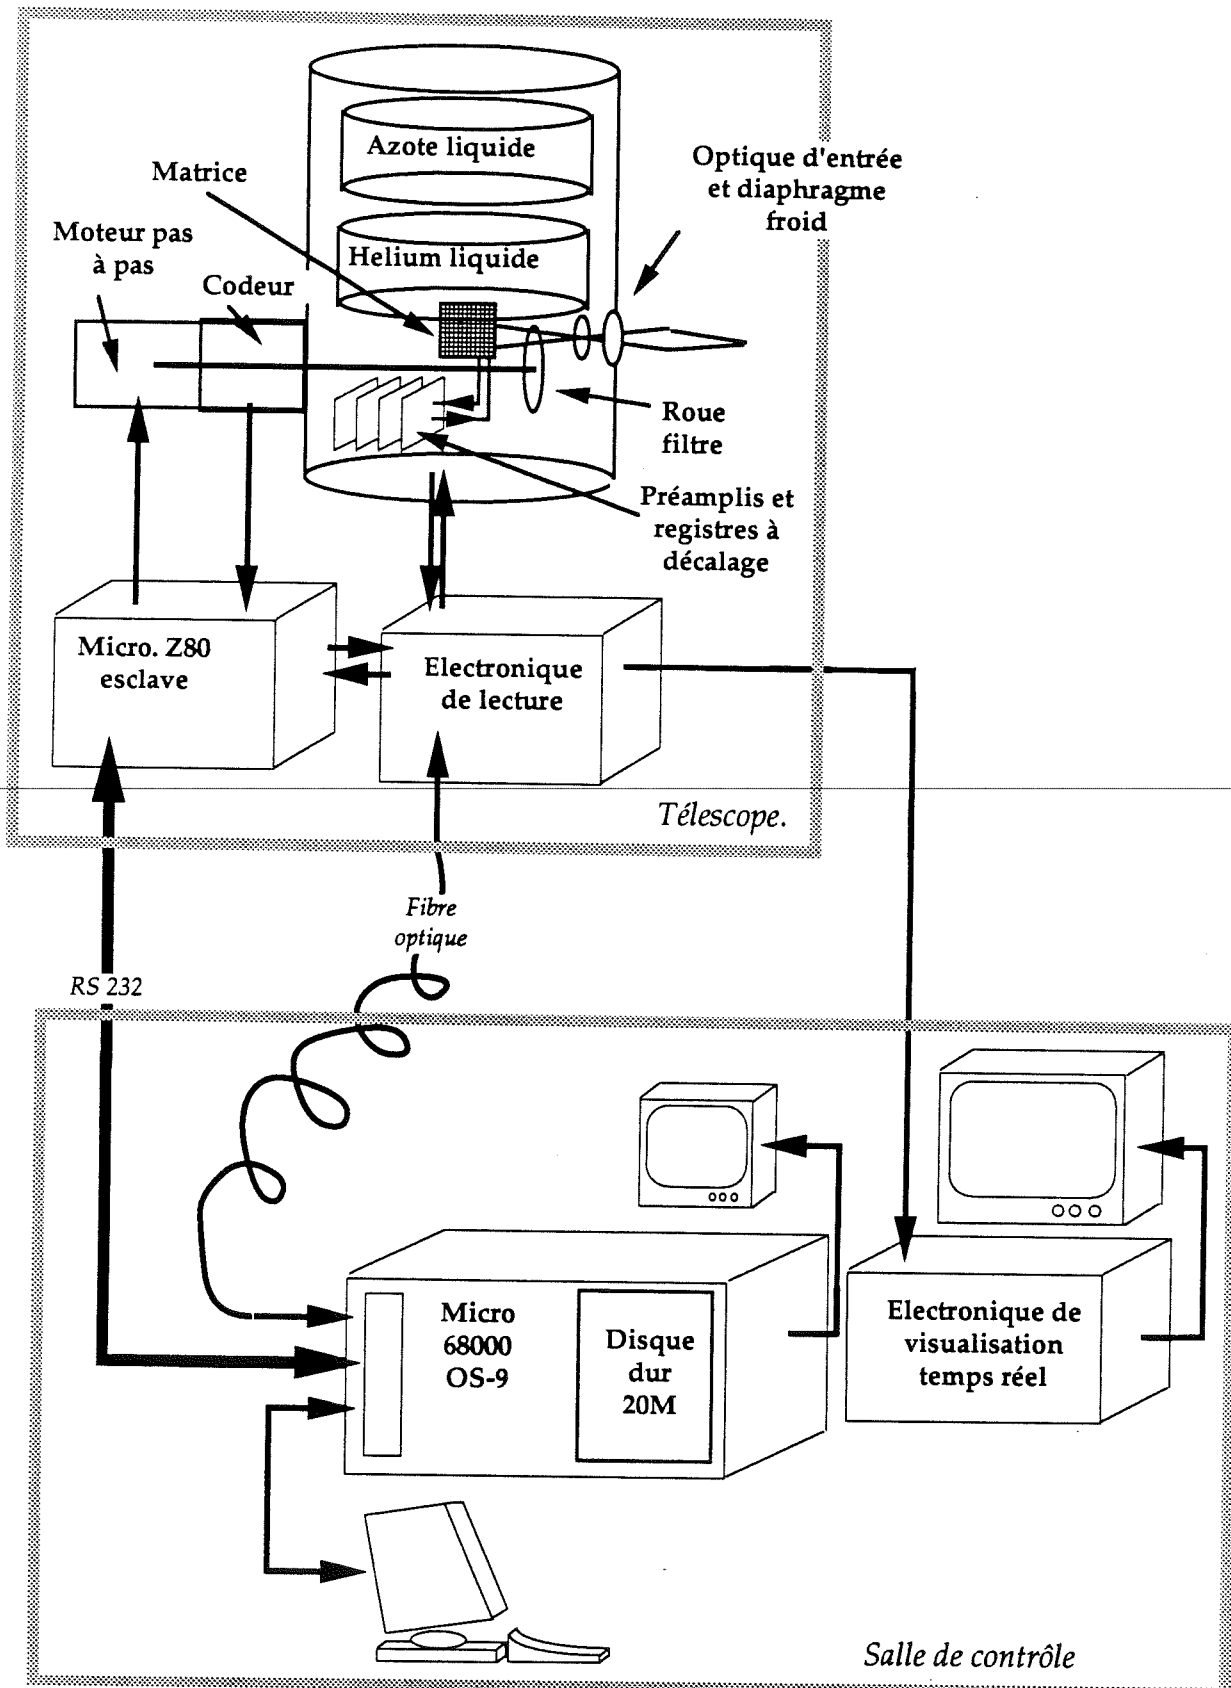 Azote liquide
Matrice
Optique d'entrée
et diaphragme
froid
Moteur pas
à pas
Helium liquide
Codeur
Roue
filtre
Préamplis et
registres à
décalage
Micro. Z80
esclave
Electronique
de lecture
Télescope.
Fibre
optique
RS 232
Micro
68000
OS-9
Disque
dur
20M
Electronique de
visualisation
temps réel
Salle de contrôle